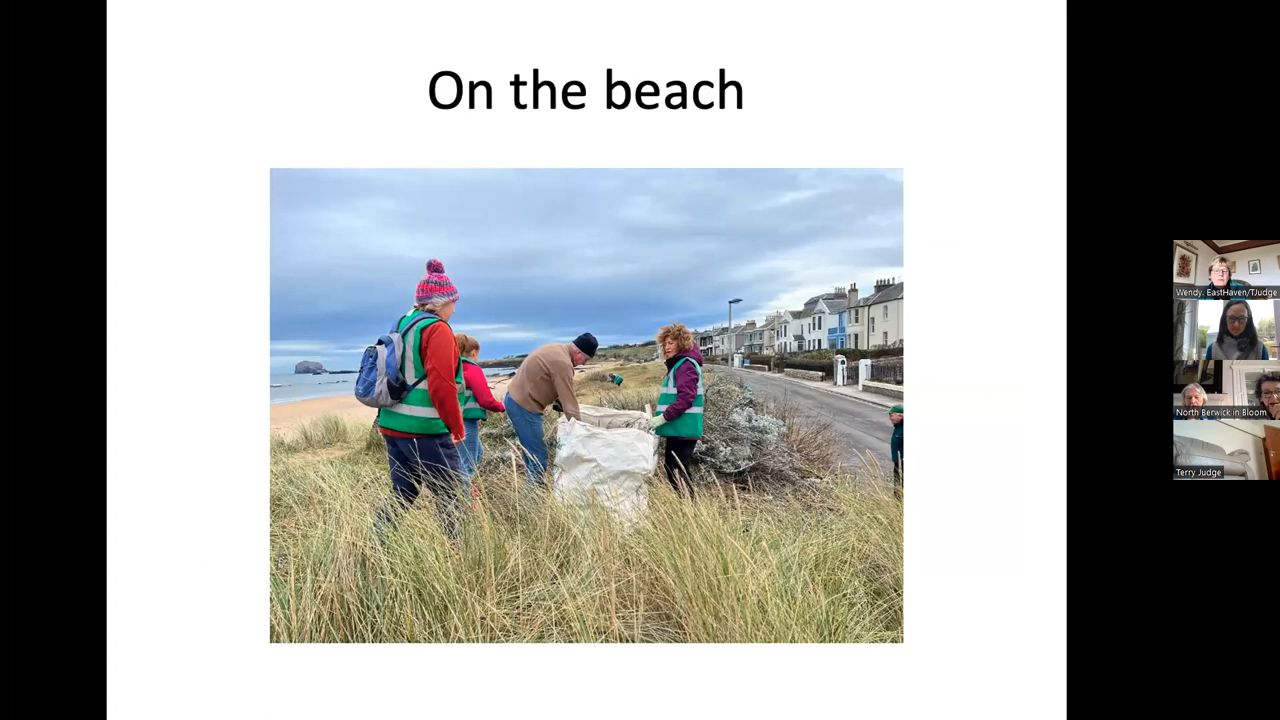 On the beach
Wendy. EastHaven/TJudge
North Berwick in Bloom
Terry Judge